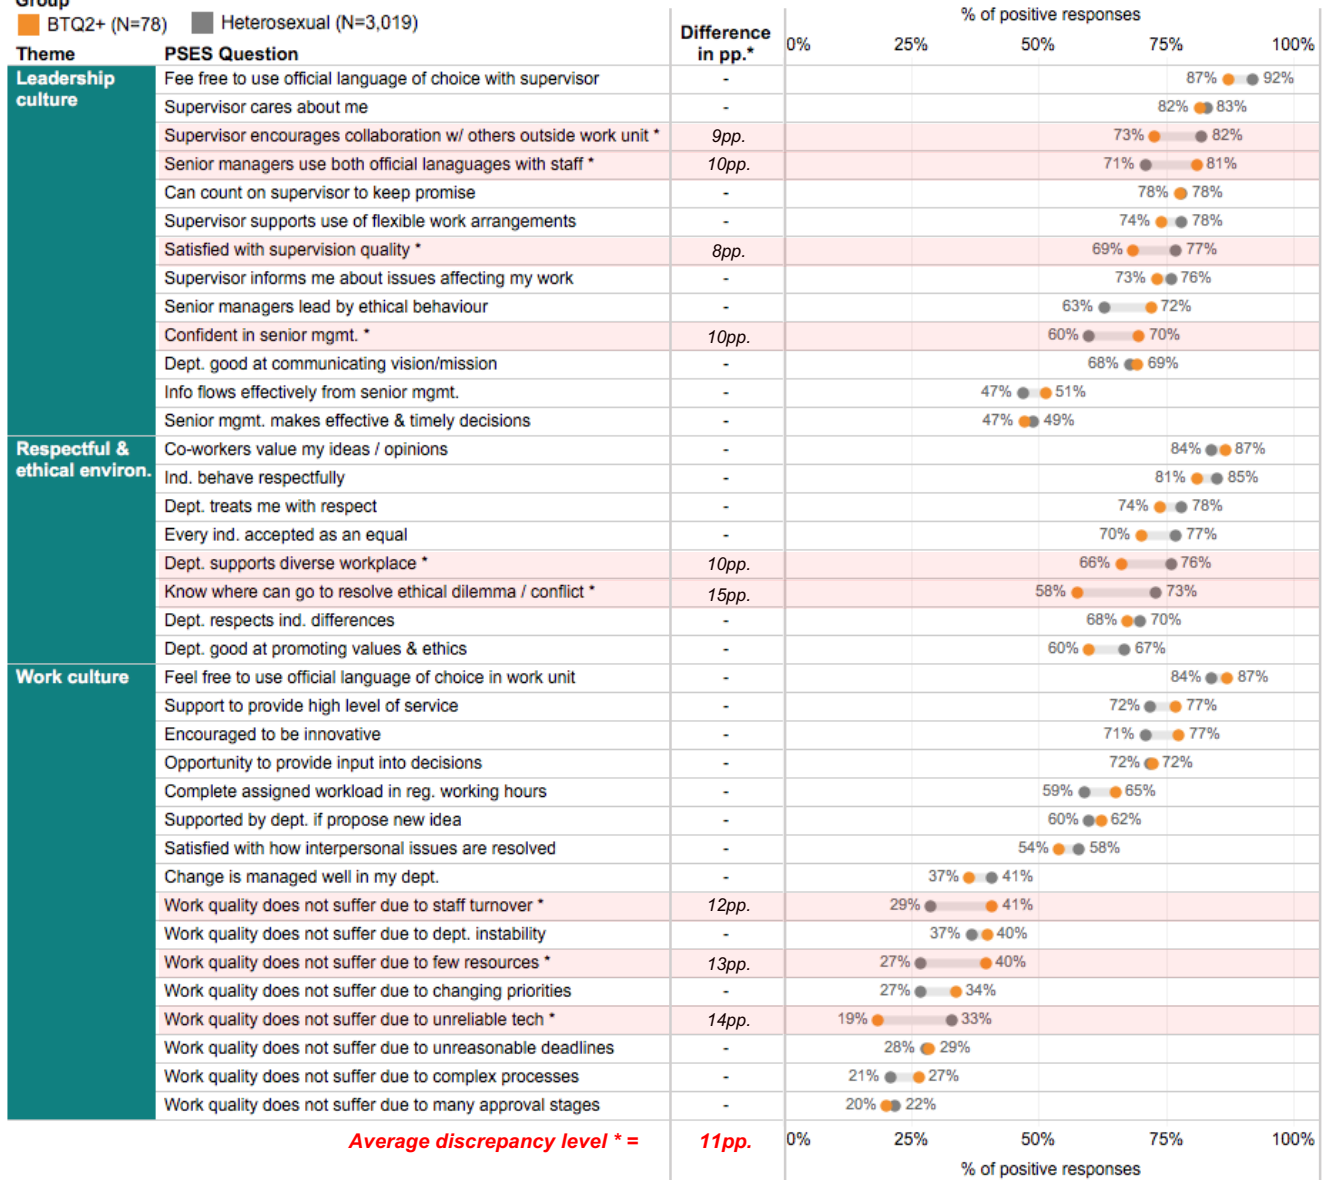 Group
BTQ2+ (N=78) Heterosexual (N=3,019)
Theme PSES Question Difference in pp.* % of positive responses
0% 25% 50% 75% 100%
Leadership culture
Fee free to use official language of choice with supervisor - 87% 92%
Supervisor cares about me - 82% 83%
Supervisor encourages collaboration w/ others outside work unit * 9pp. 73% 82%
Senior managers use both official lanaguages with staff * 10pp. 71% 81%
Can count on supervisor to keep promise - 78% 78%
Supervisor supports use of flexible work arrangements - 74% 78%
Satisfied with supervision quality * 8pp. 69% 77%
Supervisor informs me about issues affecting my work - 73% 76%
Senior managers lead by ethical behaviour - 63% 72%
Confident in senior mgmt. * 10pp. 60% 70%
Dept. good at communicating vision/mission - 68% 69%
Info flows effectively from senior mgmt. - 47% 51%
Senior mgmt. makes effective & timely decisions - 47% 49%
Respectful & ethical environ.
Co-workers value my ideas / opinions - 84% 87%
Ind. behave respectfully - 81% 85%
Dept. treats me with respect - 74% 78%
Every ind. accepted as an equal - 70% 77%
Dept. supports diverse workplace * 10pp. 66% 76%
Know where can go to resolve ethical dilemma / conflict * 15pp. 58% 73%
Dept. respects ind. differences - 68% 70%
Dept. good at promoting values & ethics - 60% 67%
Work culture
Feel free to use official language of choice in work unit - 84% 87%
Support to provide high level of service - 72% 77%
Encouraged to be innovative - 71% 77%
Opportunity to provide input into decisions - 72% 72%
Complete assigned workload in reg. working hours - 59% 65%
Supported by dept. if propose new idea - 60% 62%
Satisfied with how interpersonal issues are resolved - 54% 58%
Change is managed well in my dept. - 37% 41%
Work quality does not suffer due to staff turnover * 12pp. 29% 41%
Work quality does not suffer due to dept. instability - 37% 40%
Work quality does not suffer due to few resources * 13pp. 27% 40%
Work quality does not suffer due to changing priorities - 27% 34%
Work quality does not suffer due to unreliable tech * 14pp. 19% 33%
Work quality does not suffer due to unreasonable deadlines - 28% 29%
Work quality does not suffer due to complex processes - 21% 27%
Work quality does not suffer due to many approval stages - 20% 22%
Average discrepancy level * = 11pp. 0% 25% 50% 75% 100%
% of positive responses